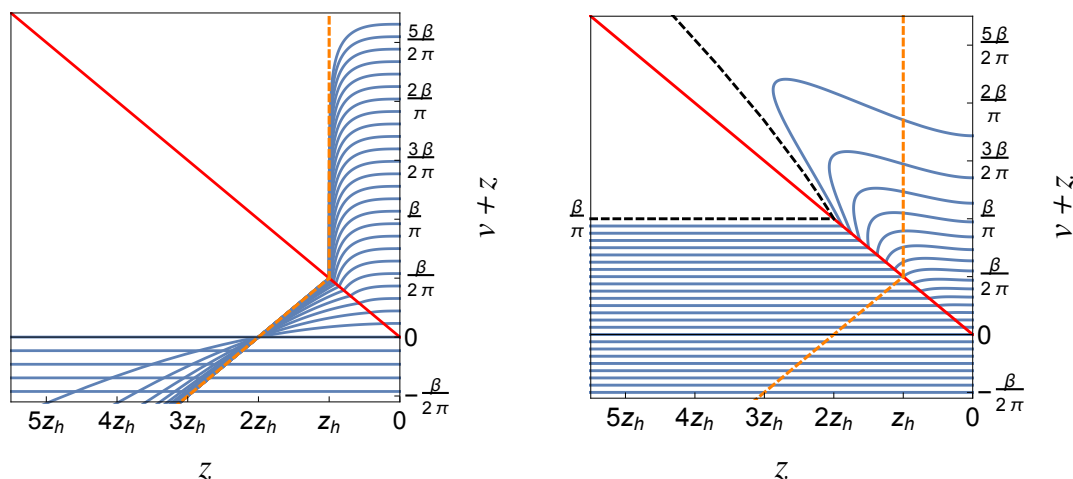 5β/2π
2β/π
3β/2π
β/π
β/2π
0
-β/2π
v + z
5z_h 4z_h 3z_h 2z_h z_h 0
z
β/π
5β/2π
2β/π
3β/2π
β/π
β/2π
0
-β/2π
v + z
5z_h 4z_h 3z_h 2z_h z_h 0
z